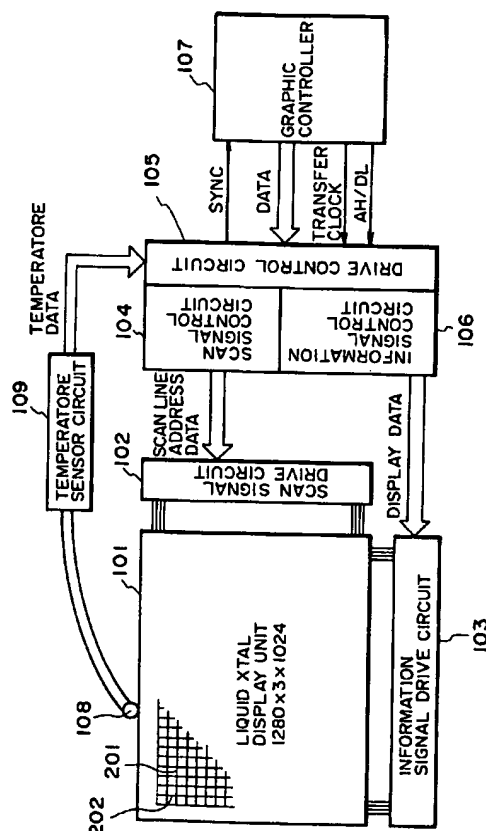 107
GRAPHIC
CONTROLLER
SYNC
DATA
TRANSFER
CLOCK
AH/DL
105
TEMPERATORE
DATA
DRIVE CONTROL CIRCUIT
104
SCAN
SIGNAL
CONTROL
CIRCUIT
INFORMATION
SIGNAL
CONTROL
CIRCUIT
106
109
TEMPERATORE
SENSOR CIRCUIT
SCAN LINE
ADDRESS
DATA
DISPLAY DATA
102
SCAN SIGNAL
DRIVE CIRCUIT
101
108
LIQUID XTAL
DISPLAY UNIT
1280×3×1024
201
202
INFORMATION
SIGNAL DRIVE CIRCUIT
103